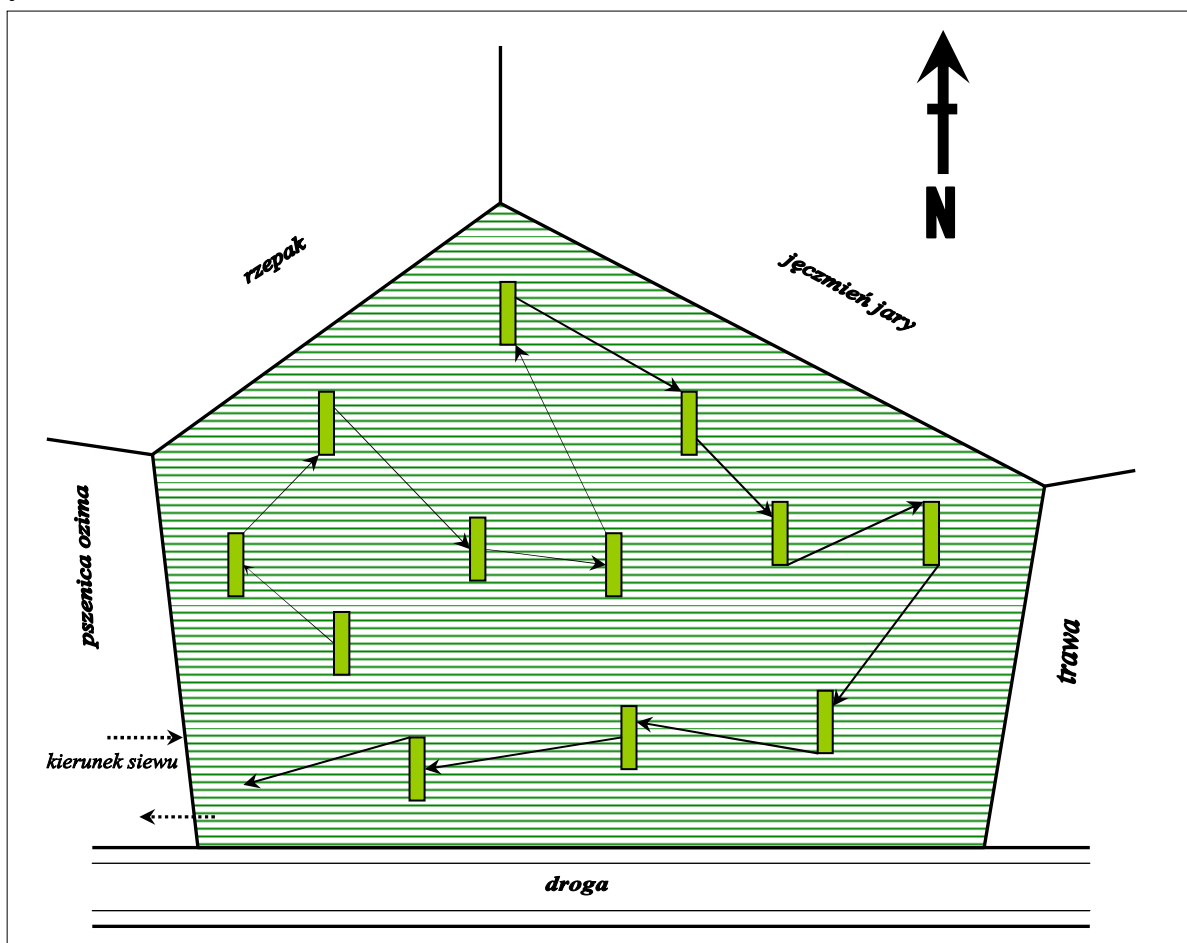 N
rzepak
jęczmień jary
pszenica ozima
trawa
kierunek siewu
droga